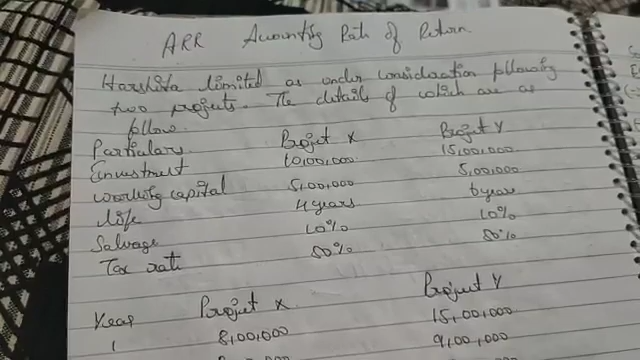 ARR Accounting Rate of Return.
Harshita limited as under consideration following
two projects. The details of which are as
follow.
Particulars Project X Project Y
Einvestment 10,00,000 15,00,000
working capital 5,00,000 5,00,000
life 4 years 6 years
Salvage 10% 10%
Tax rate 50% 50%
Year Project X Project Y
1 8,00,000 15,00,000
9,00,000